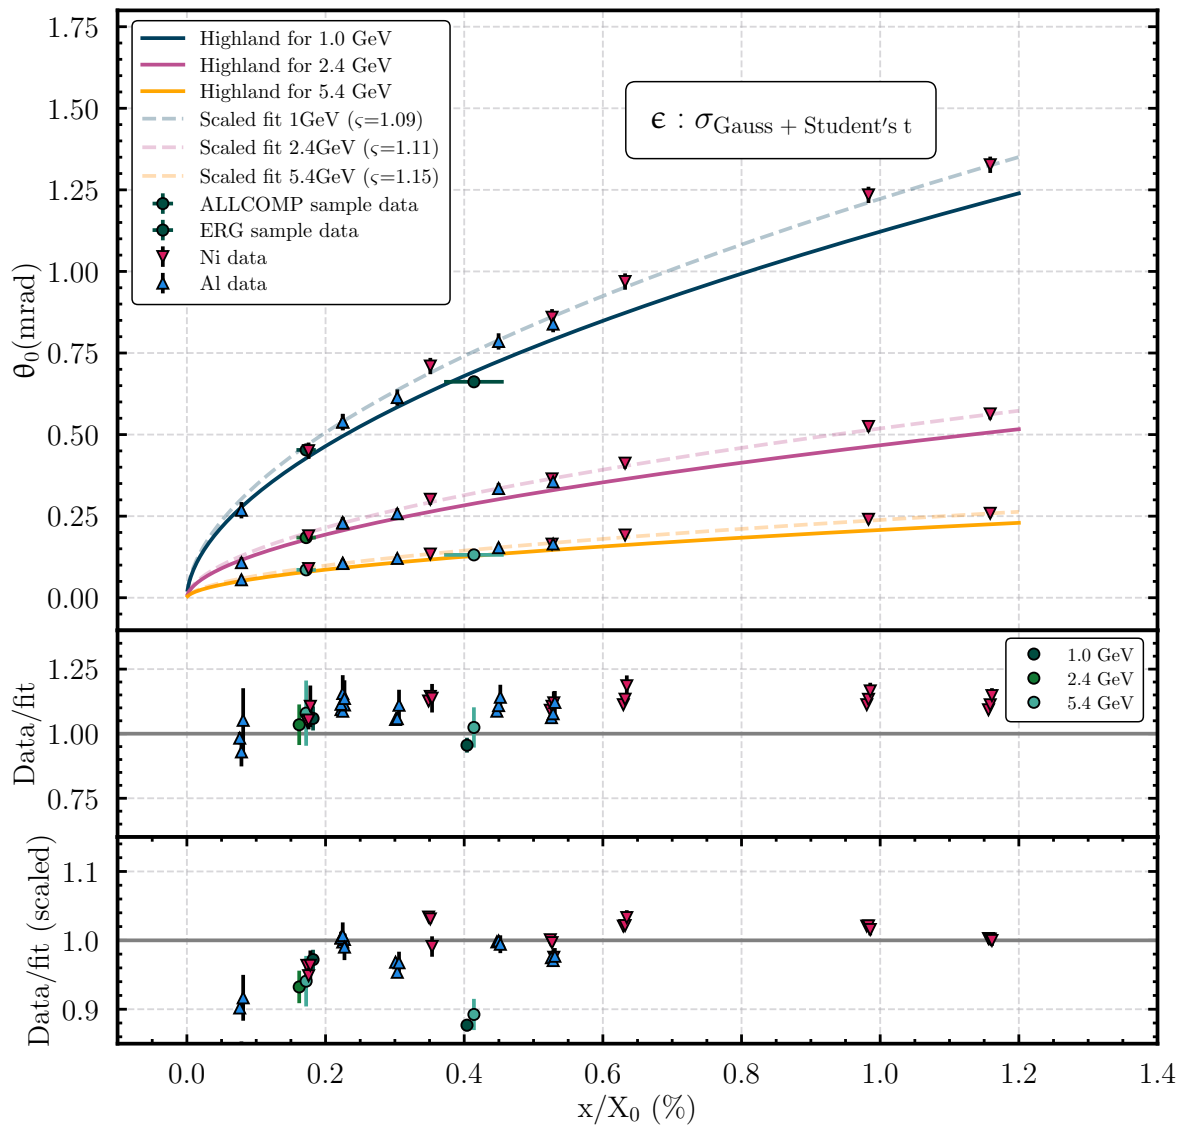 1.75
1.50
1.25
1.00
0.75
0.50
0.25
0.00
θ₀(mrad)
Highland for 1.0 GeV
Highland for 2.4 GeV
Highland for 5.4 GeV
Scaled fit 1GeV (ς=1.09)
Scaled fit 2.4GeV (ς=1.11)
Scaled fit 5.4GeV (ς=1.15)
ALLCOMP sample data
ERG sample data
Ni data
Al data
ϵ : σ_Gauss + Student's t
1.25
1.00
0.75
Data/fit
1.0 GeV
2.4 GeV
5.4 GeV
1.1
1.0
0.9
Data/fit (scaled)
0.0 0.2 0.4 0.6 0.8 1.0 1.2 1.4
x/X₀ (%)